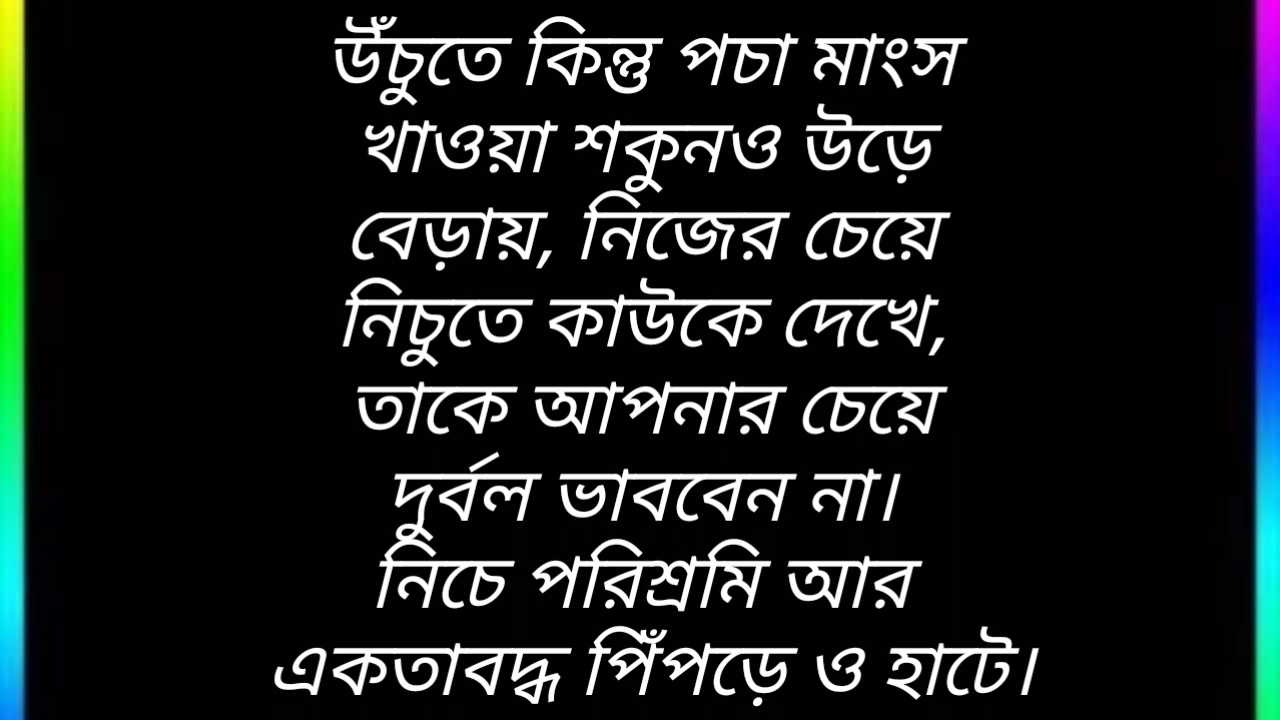 উঁচুতে কিন্তু পচা মাংস
খাওয়া শকুনও উড়ে
বেড়ায়, নিজের চেয়ে
নিচুতে কাউকে দেখে,
তাকে আপনার চেয়ে
দুর্বল ভাববেন না।
নিচে পরিশ্রমি আর
একতাবদ্ধ পিঁপড়ে ও হাটে।